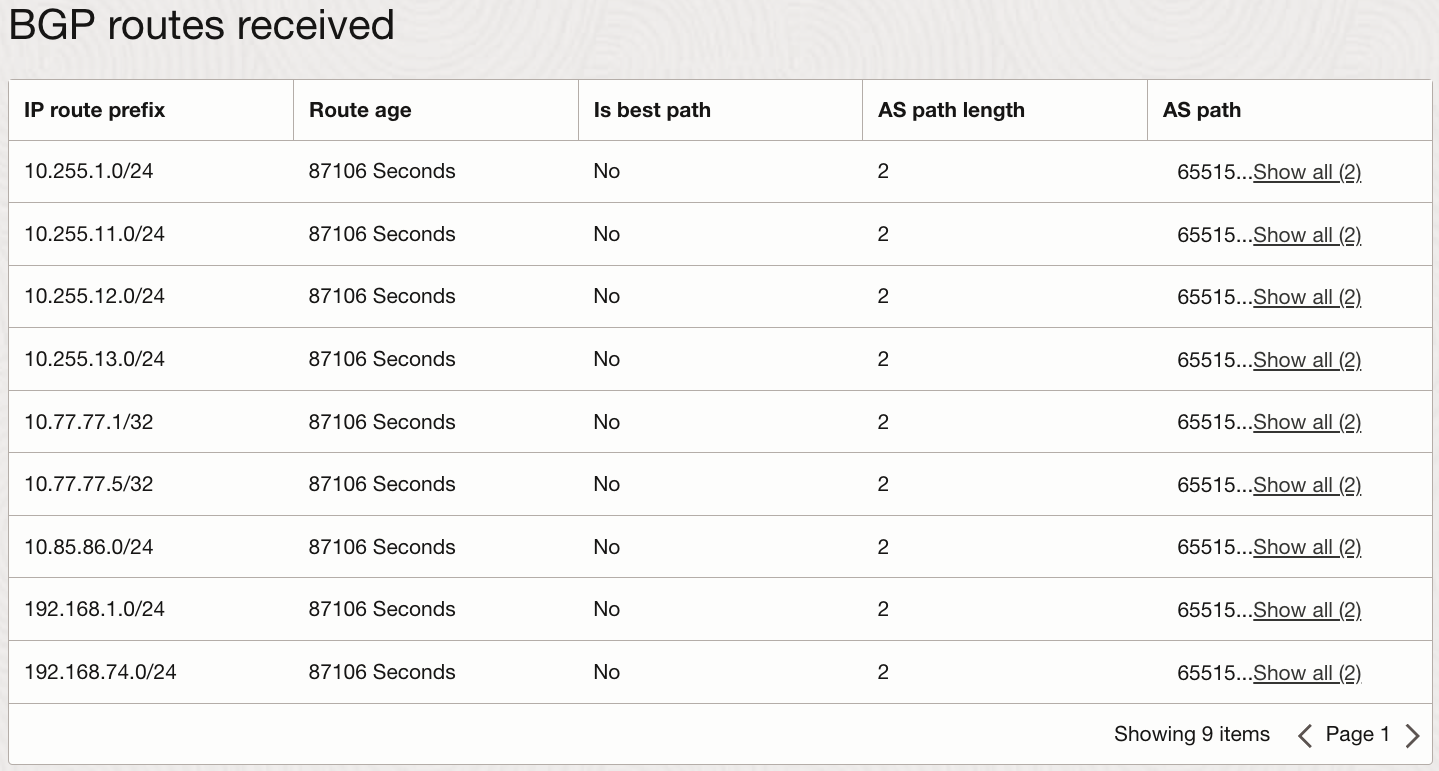 BGP routes received
IP route prefix Route age Is best path AS path length AS path
10.255.1.0/24 87106 Seconds No 2 65515...Show all (2)
10.255.11.0/24 87106 Seconds No 2 65515...Show all (2)
10.255.12.0/24 87106 Seconds No 2 65515...Show all (2)
10.255.13.0/24 87106 Seconds No 2 65515...Show all (2)
10.77.77.1/32 87106 Seconds No 2 65515...Show all (2)
10.77.77.5/32 87106 Seconds No 2 65515...Show all (2)
10.85.86.0/24 87106 Seconds No 2 65515...Show all (2)
192.168.1.0/24 87106 Seconds No 2 65515...Show all (2)
192.168.74.0/24 87106 Seconds No 2 65515...Show all (2)
Showing 9 items Page 1